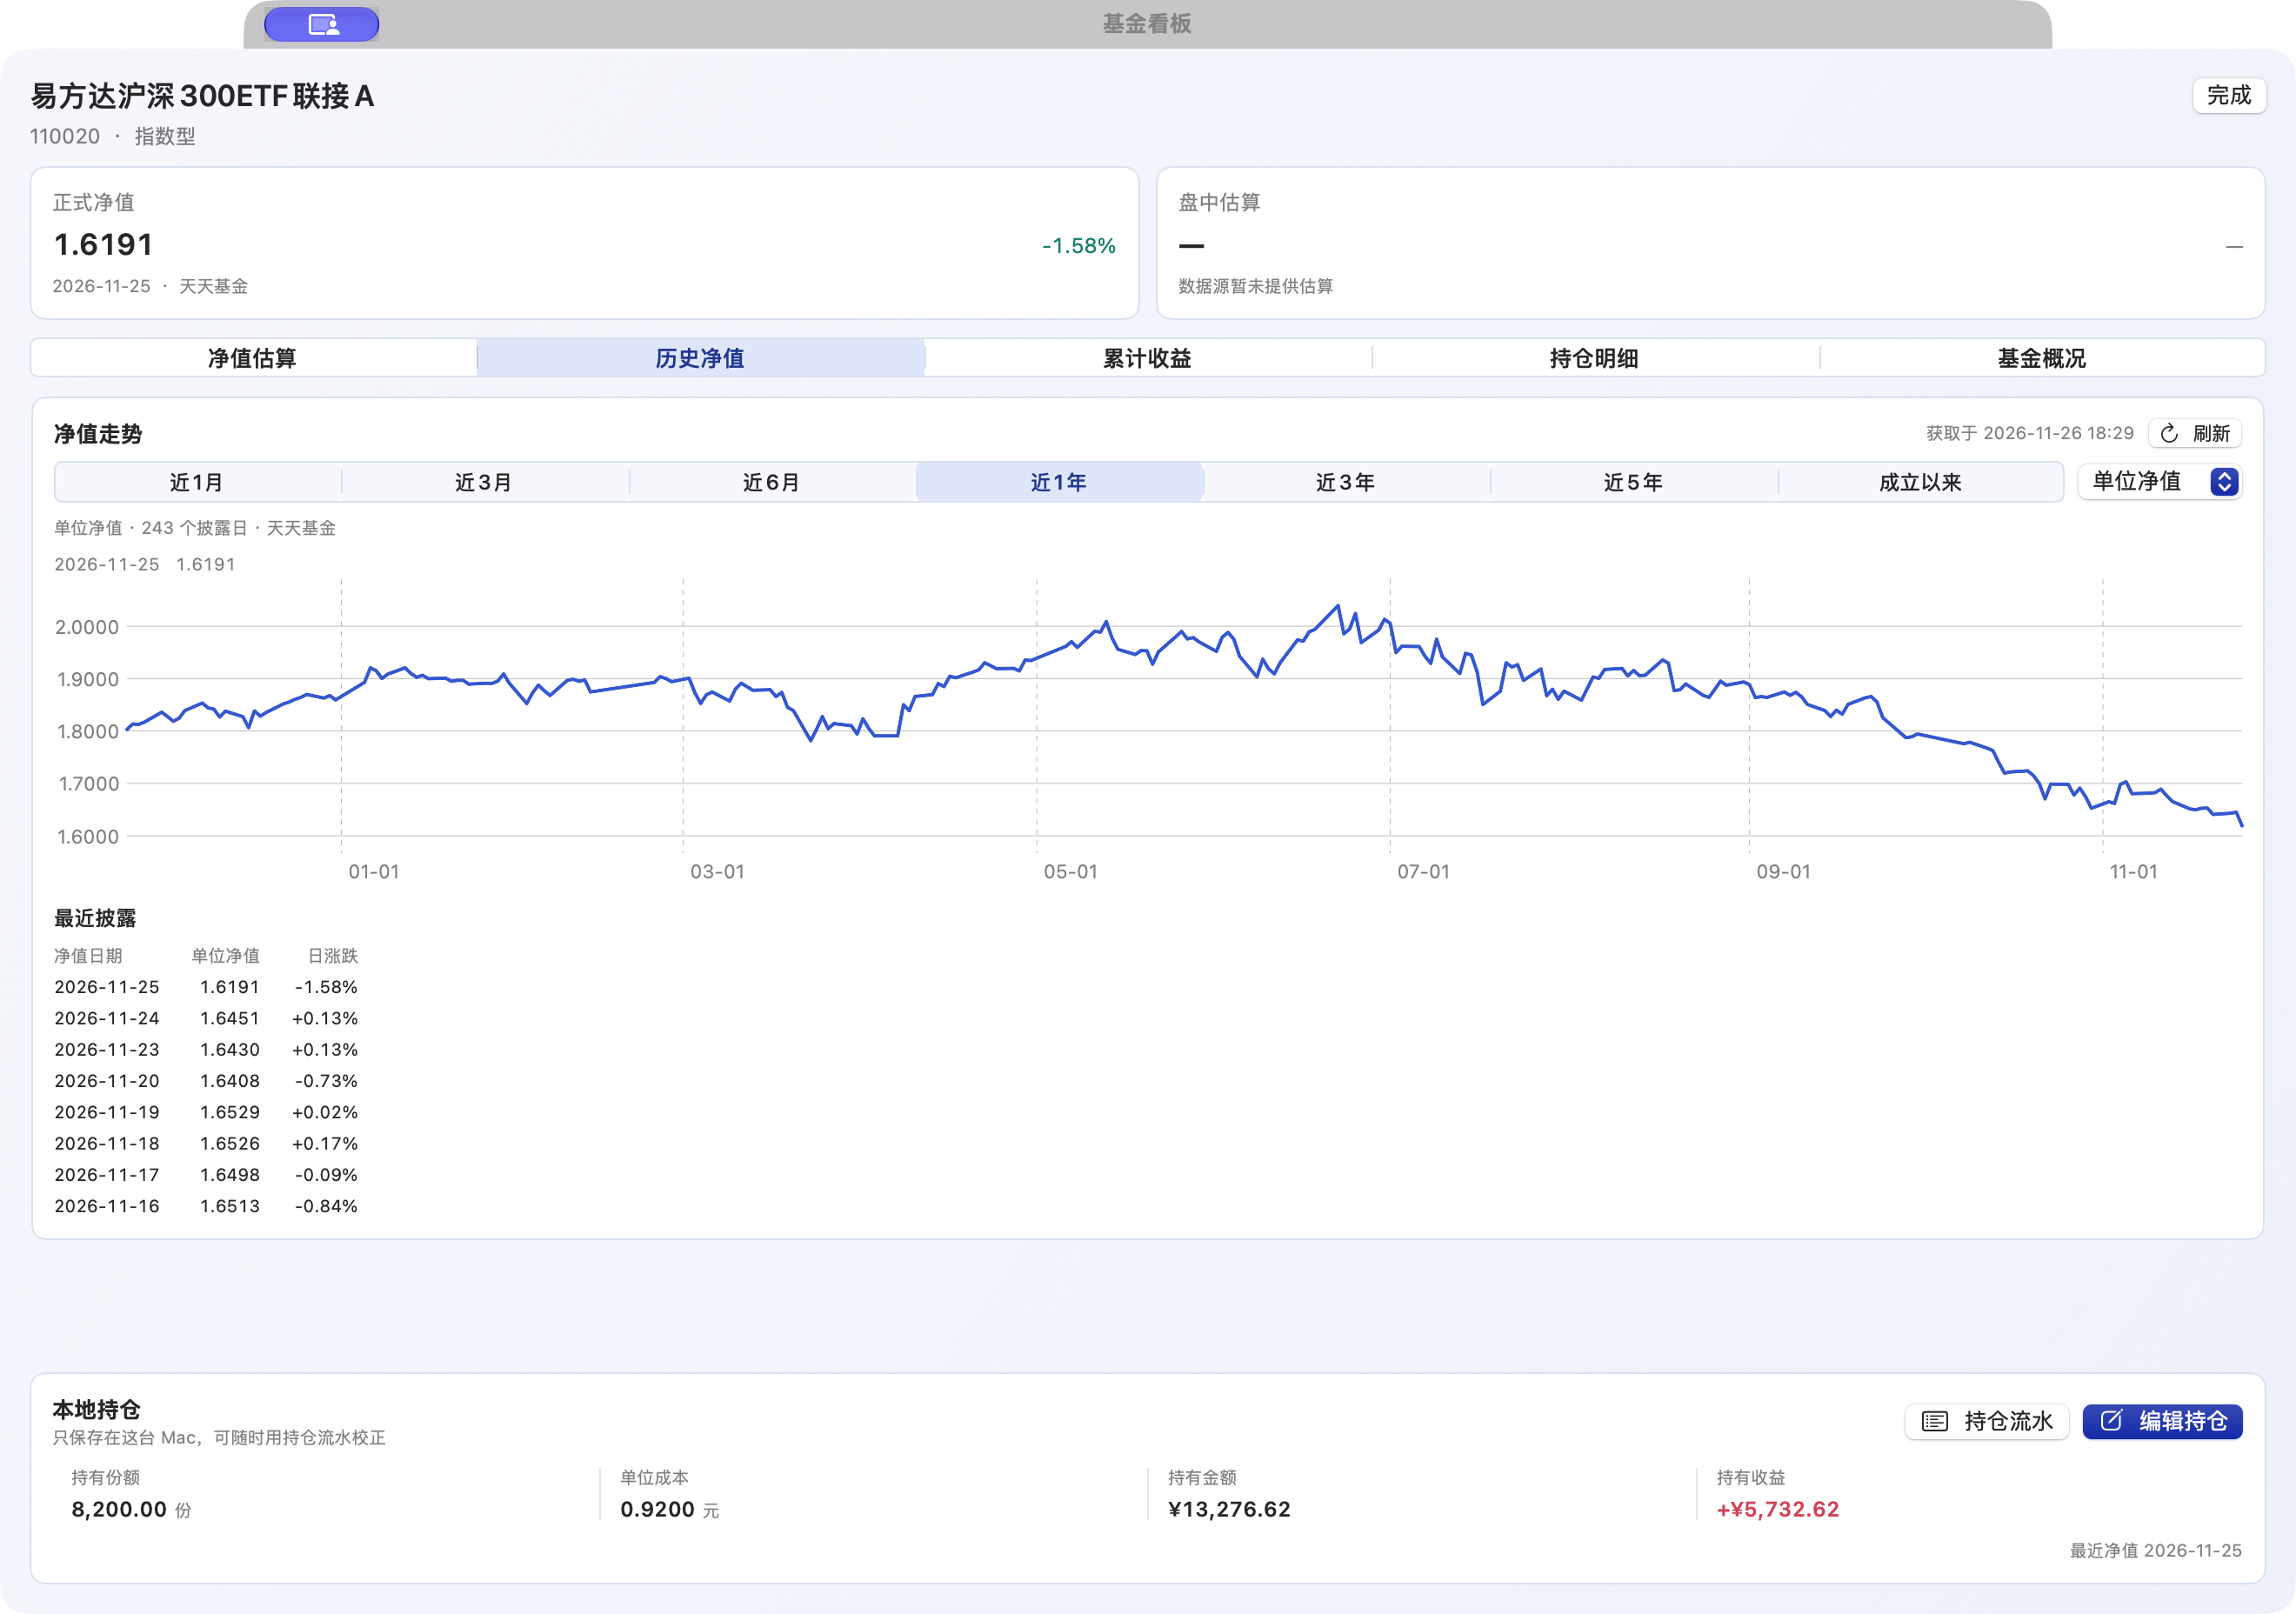 基金看板
易方达沪深300ETF联接A
完成
110020 · 指数型
正式净值
1.6191
-1.58%
2026-11-25 · 天天基金
盘中估算
—
—
数据源暂未提供估算
净值估算
历史净值
累计收益
持仓明细
基金概况
净值走势
获取于 2026-11-26 18:29
刷新
近1月
近3月
近6月
近1年
近3年
近5年
成立以来
单位净值
单位净值 · 243 个披露日 · 天天基金
2026-11-25 1.6191
2.0000
1.9000
1.8000
1.7000
1.6000
01-01
03-01
05-01
07-01
09-01
11-01
最近披露
净值日期 单位净值 日涨跌
2026-11-25 1.6191 -1.58%
2026-11-24 1.6451 +0.13%
2026-11-23 1.6430 +0.13%
2026-11-20 1.6408 -0.73%
2026-11-19 1.6529 +0.02%
2026-11-18 1.6526 +0.17%
2026-11-17 1.6498 -0.09%
2026-11-16 1.6513 -0.84%
本地持仓
只保存在这台 Mac，可随时用持仓流水校正
持仓流水
编辑持仓
持有份额
8,200.00 份
单位成本
0.9200 元
持有金额
¥13,276.62
持有收益
+¥5,732.62
最近净值 2026-11-25